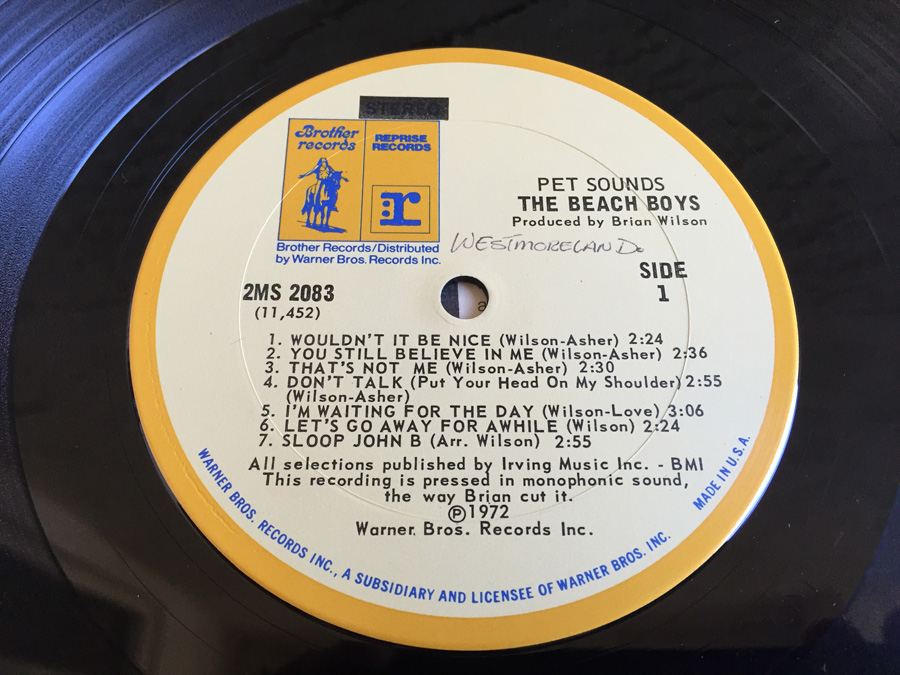 STEREO
Brother records
REPRISE RECORDS
r
Brother Records/Distributed
by Warner Bros. Records Inc.
PET SOUNDS
THE BEACH BOYS
Produced by Brian Wilson
WESTMORELAND
SIDE
1
2MS 2083
(11,452)
1. WOULDN'T IT BE NICE (Wilson-Asher) 2:24
2. YOU STILL BELIEVE IN ME (Wilson-Asher) 2:36
3. THAT'S NOT ME (Wilson-Asher) 2:30
4. DON'T TALK (Put Your Head On My Shoulder) 2:55
(Wilson-Asher)
5. I'M WAITING FOR THE DAY (Wilson-Love) 3:06
6. LET'S GO AWAY FOR AWHILE (Wilson) 2:24
7. SLOOP JOHN B (Arr. Wilson) 2:55
All selections published by Irving Music Inc. - BMI
This recording is pressed in monophonic sound,
the way Brian cut it.
Ⓟ1972
Warner. Bros. Records Inc.
WARNER BROS. RECORDS INC., A SUBSIDIARY AND LICENSEE OF WARNER BROS. INC.
MADE IN U.S.A.